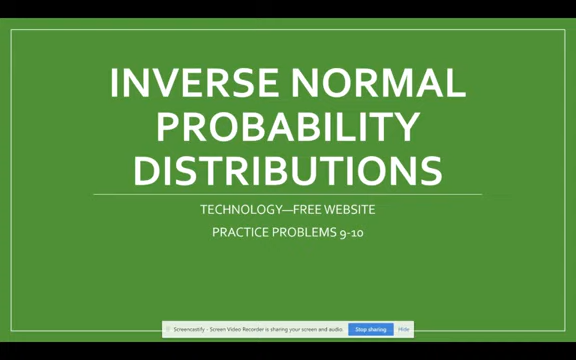 INVERSE NORMAL
PROBABILITY
DISTRIBUTIONS
TECHNOLOGY—FREE WEBSITE
PRACTICE PROBLEMS 9-10
Screencastify - Screen Video Recorder is sharing your screen and audio. Stop sharing Hide